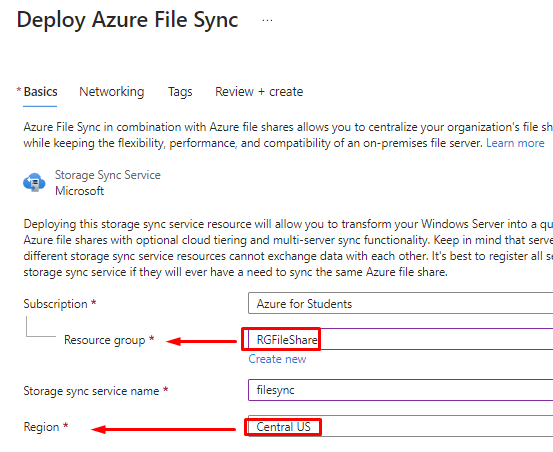 Deploy Azure File Sync ...
* Basics Networking Tags Review + create
Azure File Sync in combination with Azure file shares allows you to centralize your organization's file sh
while keeping the flexibility, performance, and compatibility of an on-premises file server. Learn more
Storage Sync Service
Microsoft
Deploying this storage sync service resource will allow you to transform your Windows Server into a qu
Azure file shares with optional cloud tiering and multi-server sync functionality. Keep in mind that serve
different storage sync service resources cannot exchange data with each other. It's best to register all se
storage sync service if they will ever have a need to sync the same Azure file share.
Subscription * Azure for Students
Resource group * RGFileShare
Create new
Storage sync service name * filesync
Region * Central US